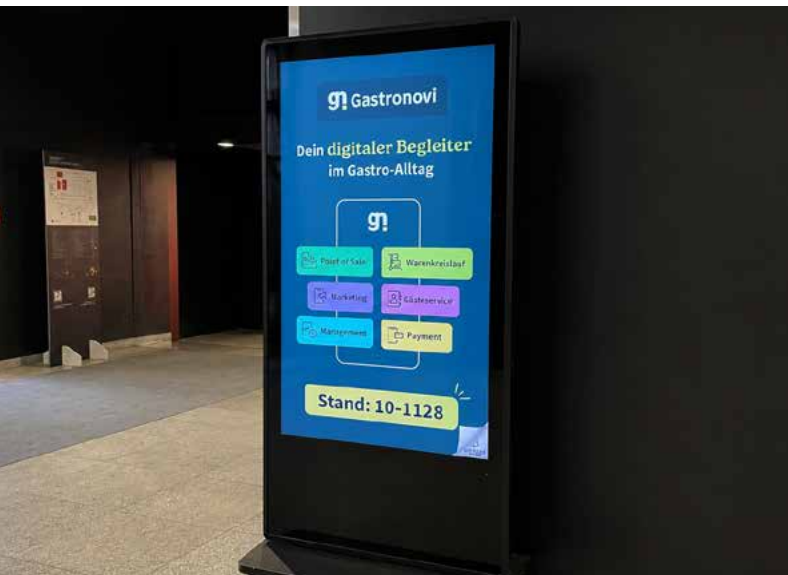 gn Gastronovi
Dein digitaler Begleiter
im Gastro-Alltag
gn
Point of Sale
Warenkreislauf
Marketing
Gästeservice
Management
Payment
Stand: 10-1128